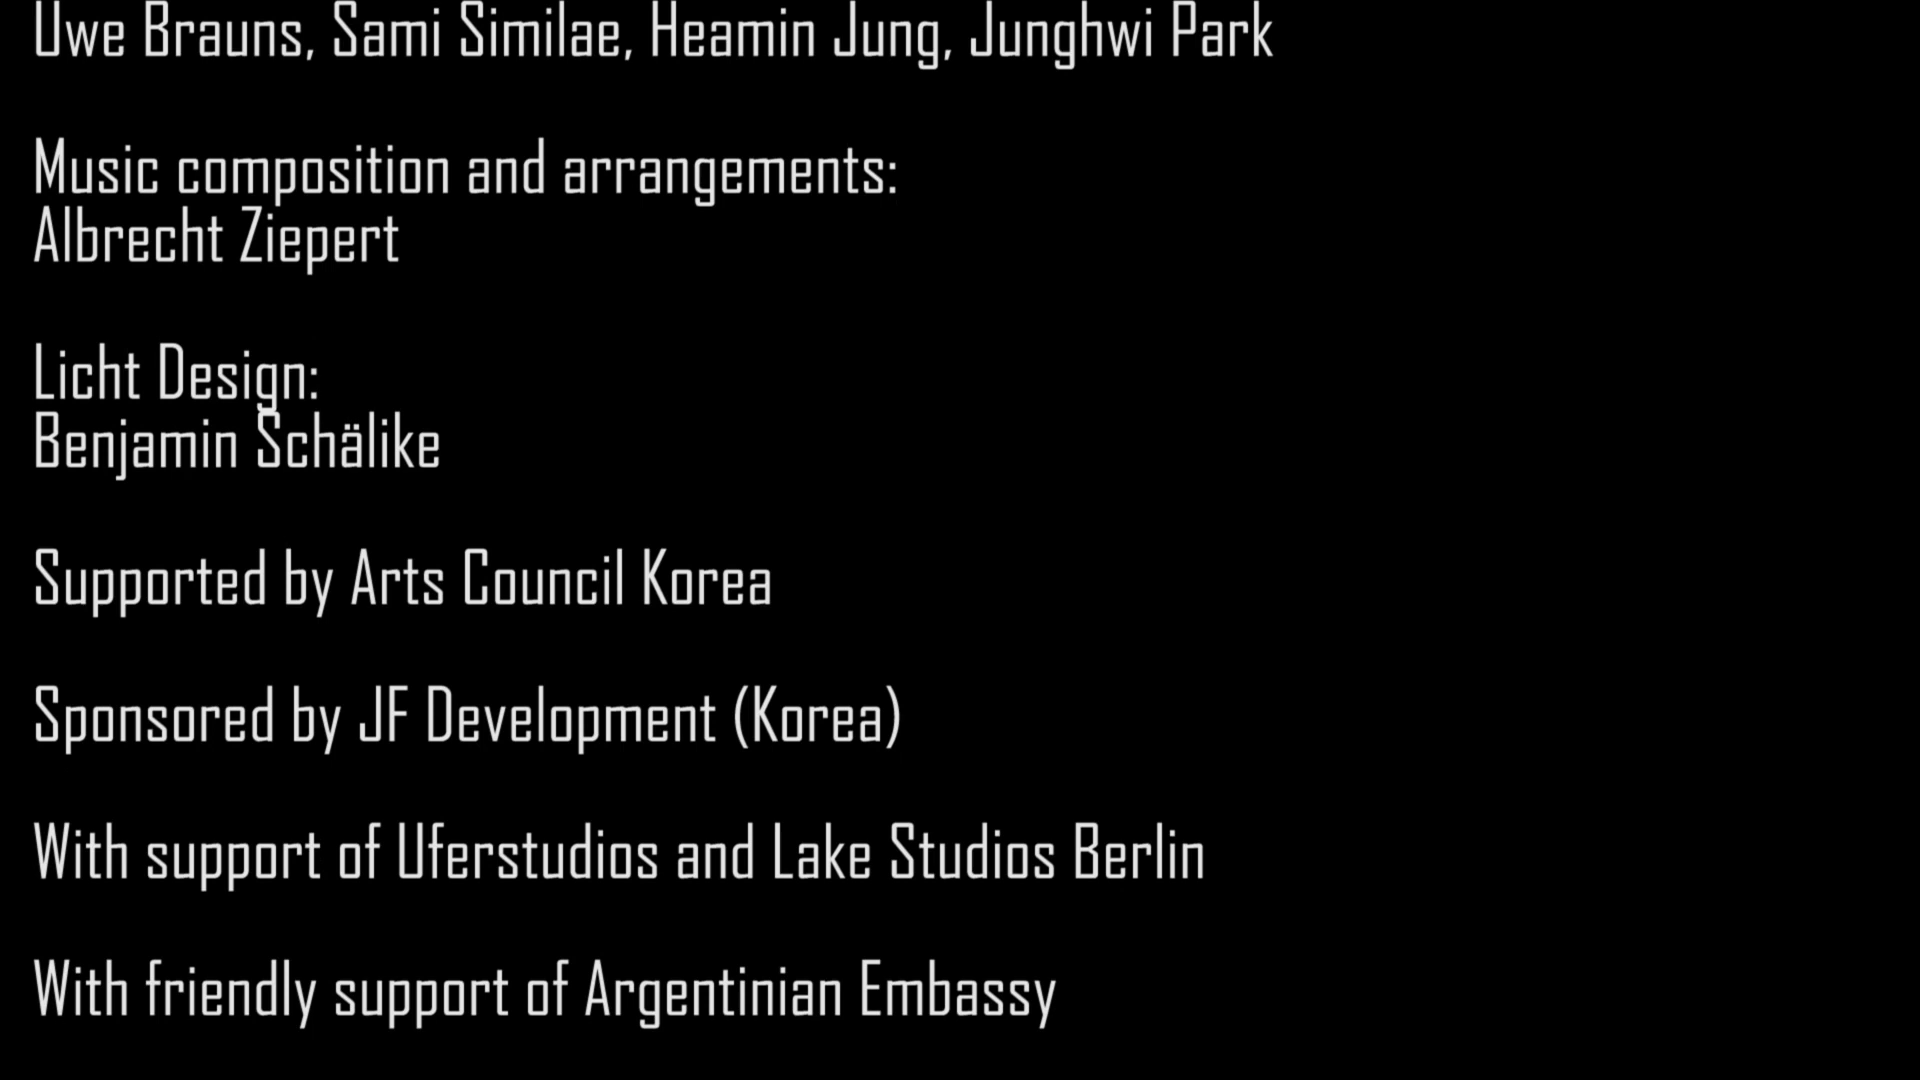 Uwe Brauns, Sami Similae, Heamin Jung, Junghwi Park
Music composition and arrangements:
Albrecht Ziepert
Licht Design:
Benjamin Schälike
Supported by Arts Council Korea
Sponsored by JF Development (Korea)
With support of Uferstudios and Lake Studios Berlin
With friendly support of Argentinian Embassy